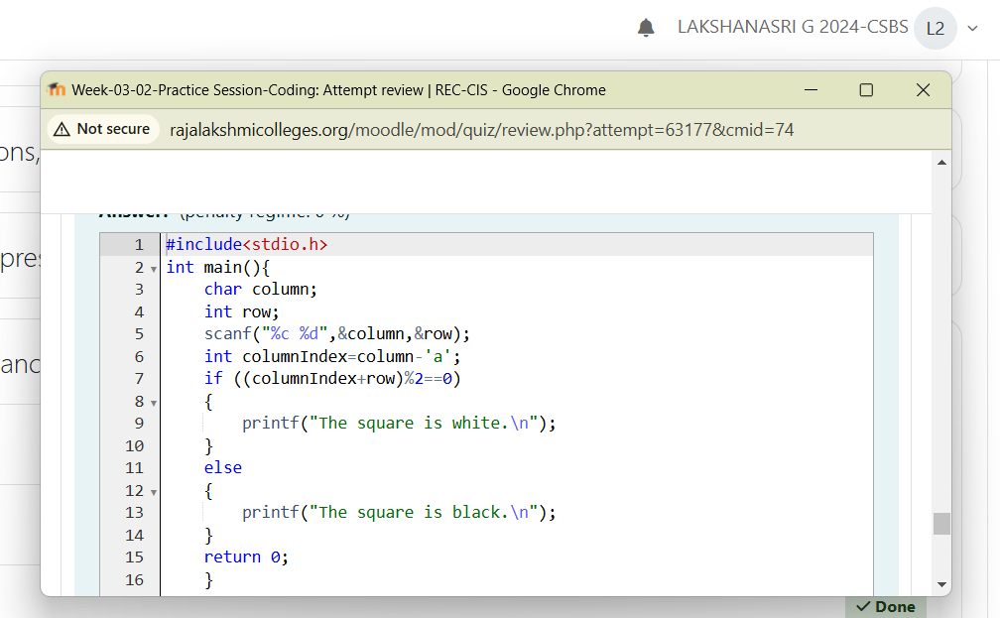 LAKSHANASRI G 2024-CSBS L2
Week-03-02-Practice Session-Coding: Attempt review | REC-CIS - Google Chrome
Not secure rajalakshmicolleges.org/moodle/mod/quiz/review.php?attempt=63177&cmid=74
ons,
pres
anc
Answer: (penalty regime: 0 %)
1 #include<stdio.h>
2 int main(){
3 char column;
4 int row;
5 scanf("%c %d",&column,&row);
6 int columnIndex=column-'a';
7 if ((columnIndex+row)%2==0)
8 {
9 printf("The square is white.\n");
10 }
11 else
12 {
13 printf("The square is black.\n");
14 }
15 return 0;
16 }
Done